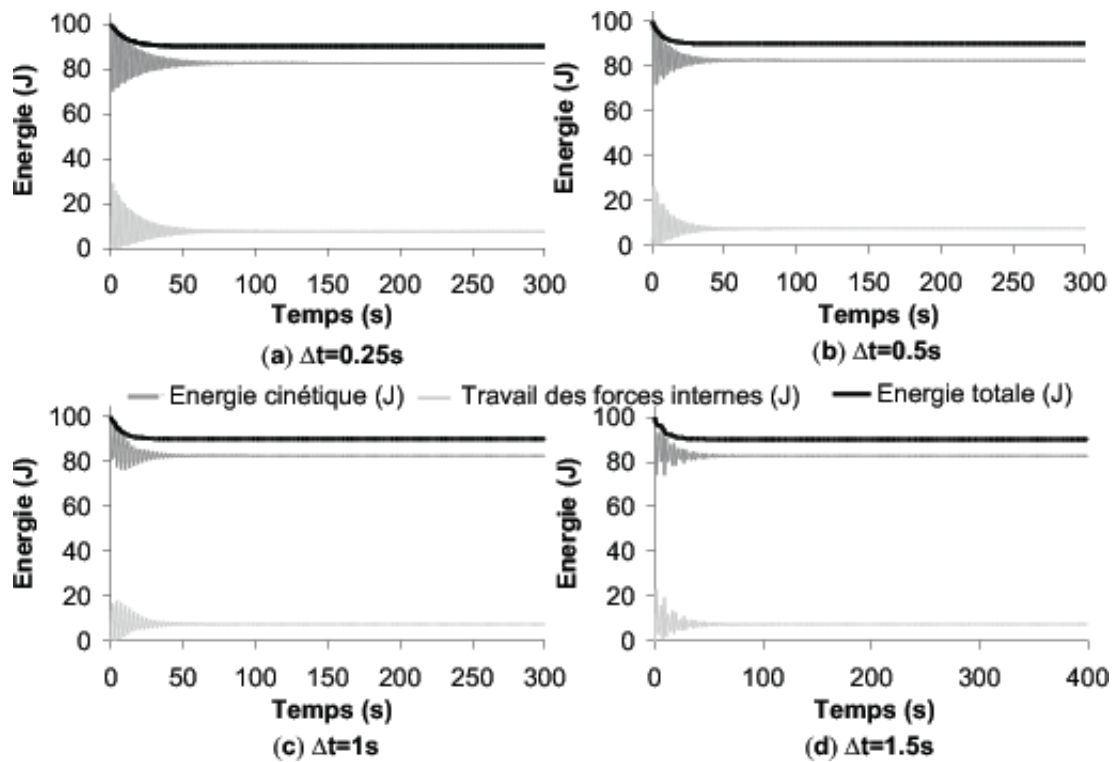 100
80
60
40
20
0
Energie (J)
0 50 100 150 200 250 300
Temps (s)
(a) Δt=0.25s
100
80
60
40
20
0
Energie (J)
0 50 100 150 200 250 300
Temps (s)
(b) Δt=0.5s
Energie cinétique (J) Travail des forces internes (J) Energie totale (J)
100
80
60
40
20
0
Energie (J)
0 50 100 150 200 250 300
Temps (s)
(c) Δt=1s
100
80
60
40
20
0
Energie (J)
0 100 200 300 400
Temps (s)
(d) Δt=1.5s